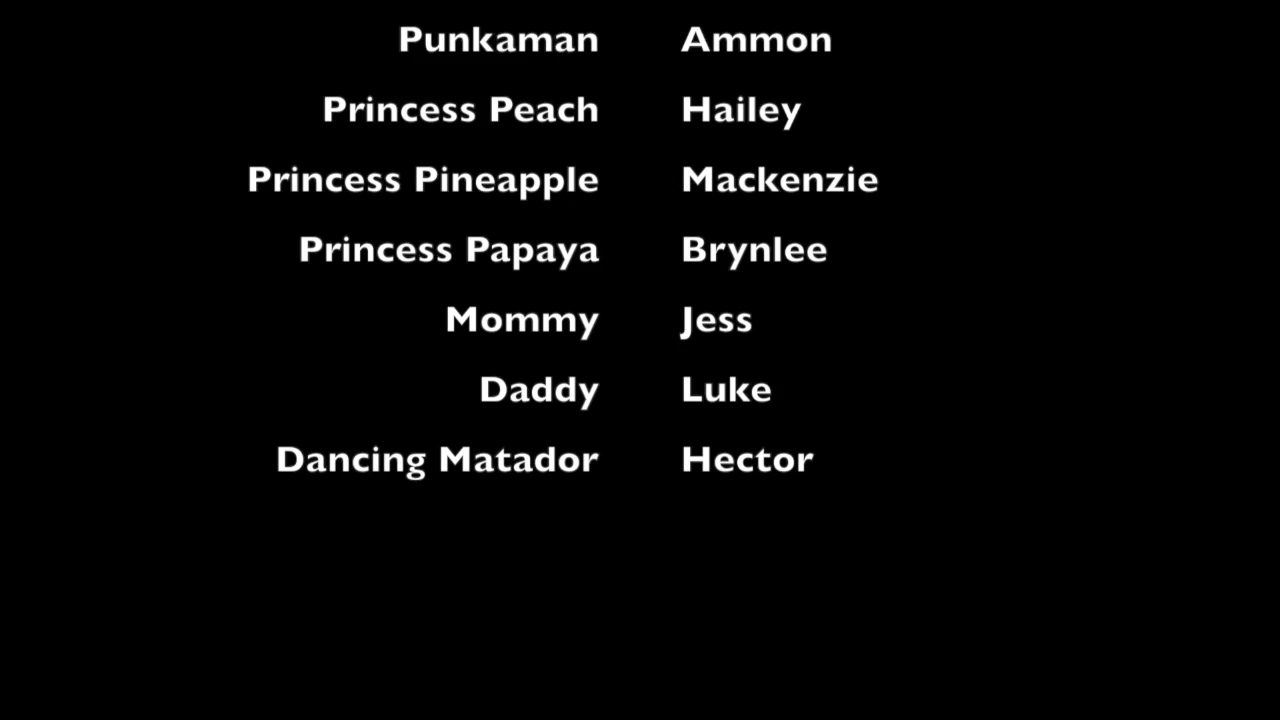 Punkaman Ammon
Princess Peach Hailey
Princess Pineapple Mackenzie
Princess Papaya Brynlee
Mommy Jess
Daddy Luke
Dancing Matador Hector